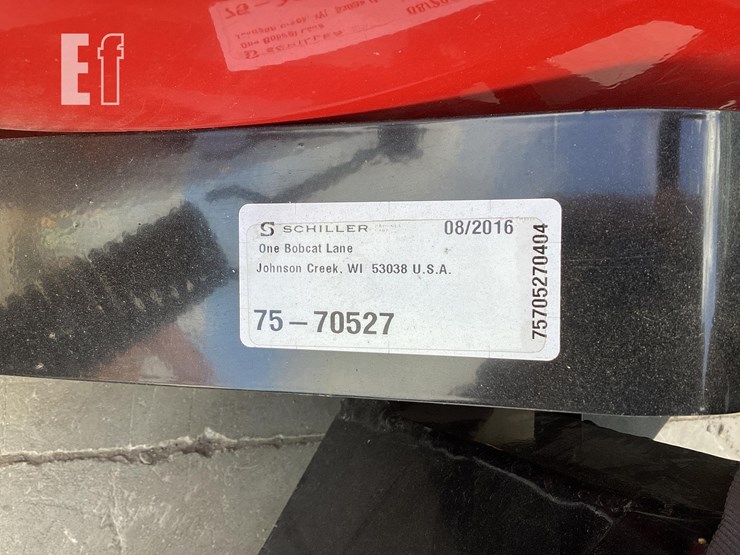 Ef
SCHILLER 08/2016
One Bobcat Lane
Johnson Creek, WI 53038 U.S.A.
75-70527
75705270404